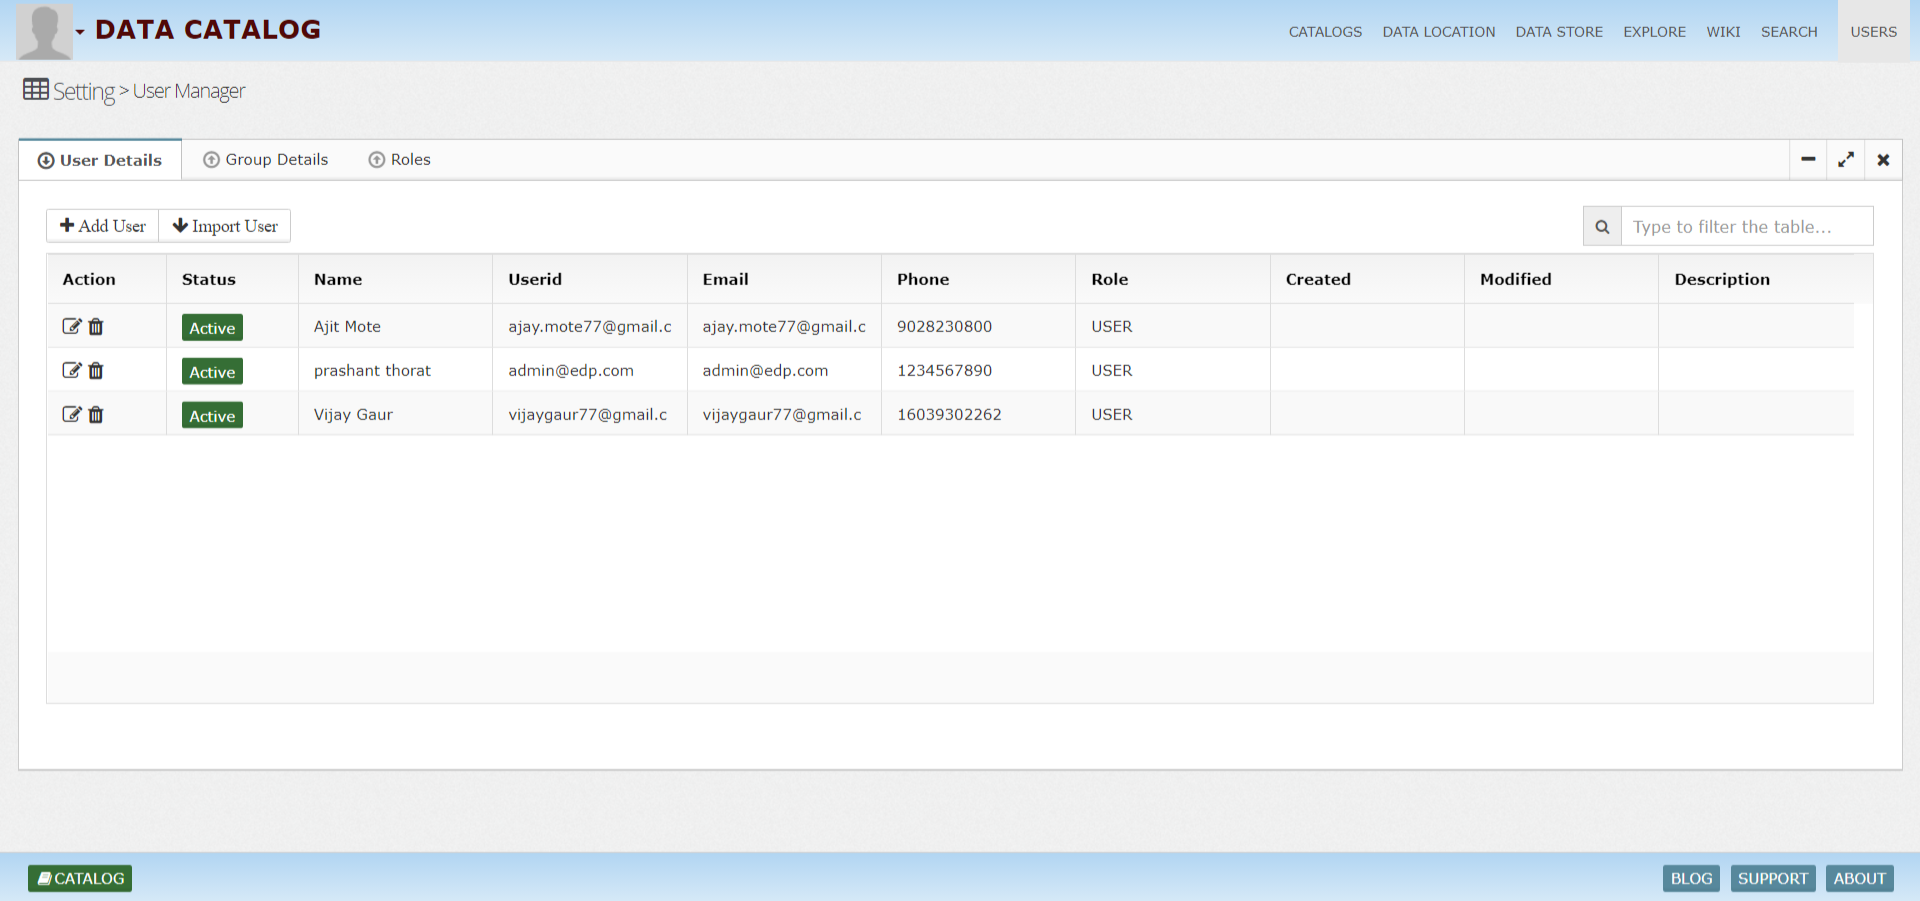 DATA CATALOG
CATALOGS DATA LOCATION DATA STORE EXPLORE WIKI SEARCH USERS
Setting > User Manager
User Details Group Details Roles
Add User Import User Type to filter the table...
Action Status Name Userid Email Phone Role Created Modified Description
Active Ajit Mote ajay.mote77@gmail.c ajay.mote77@gmail.c 9028230800 USER
Active prashant thorat admin@edp.com admin@edp.com 1234567890 USER
Active Vijay Gaur vijaygaur77@gmail.c vijaygaur77@gmail.c 16039302262 USER
CATALOG BLOG SUPPORT ABOUT